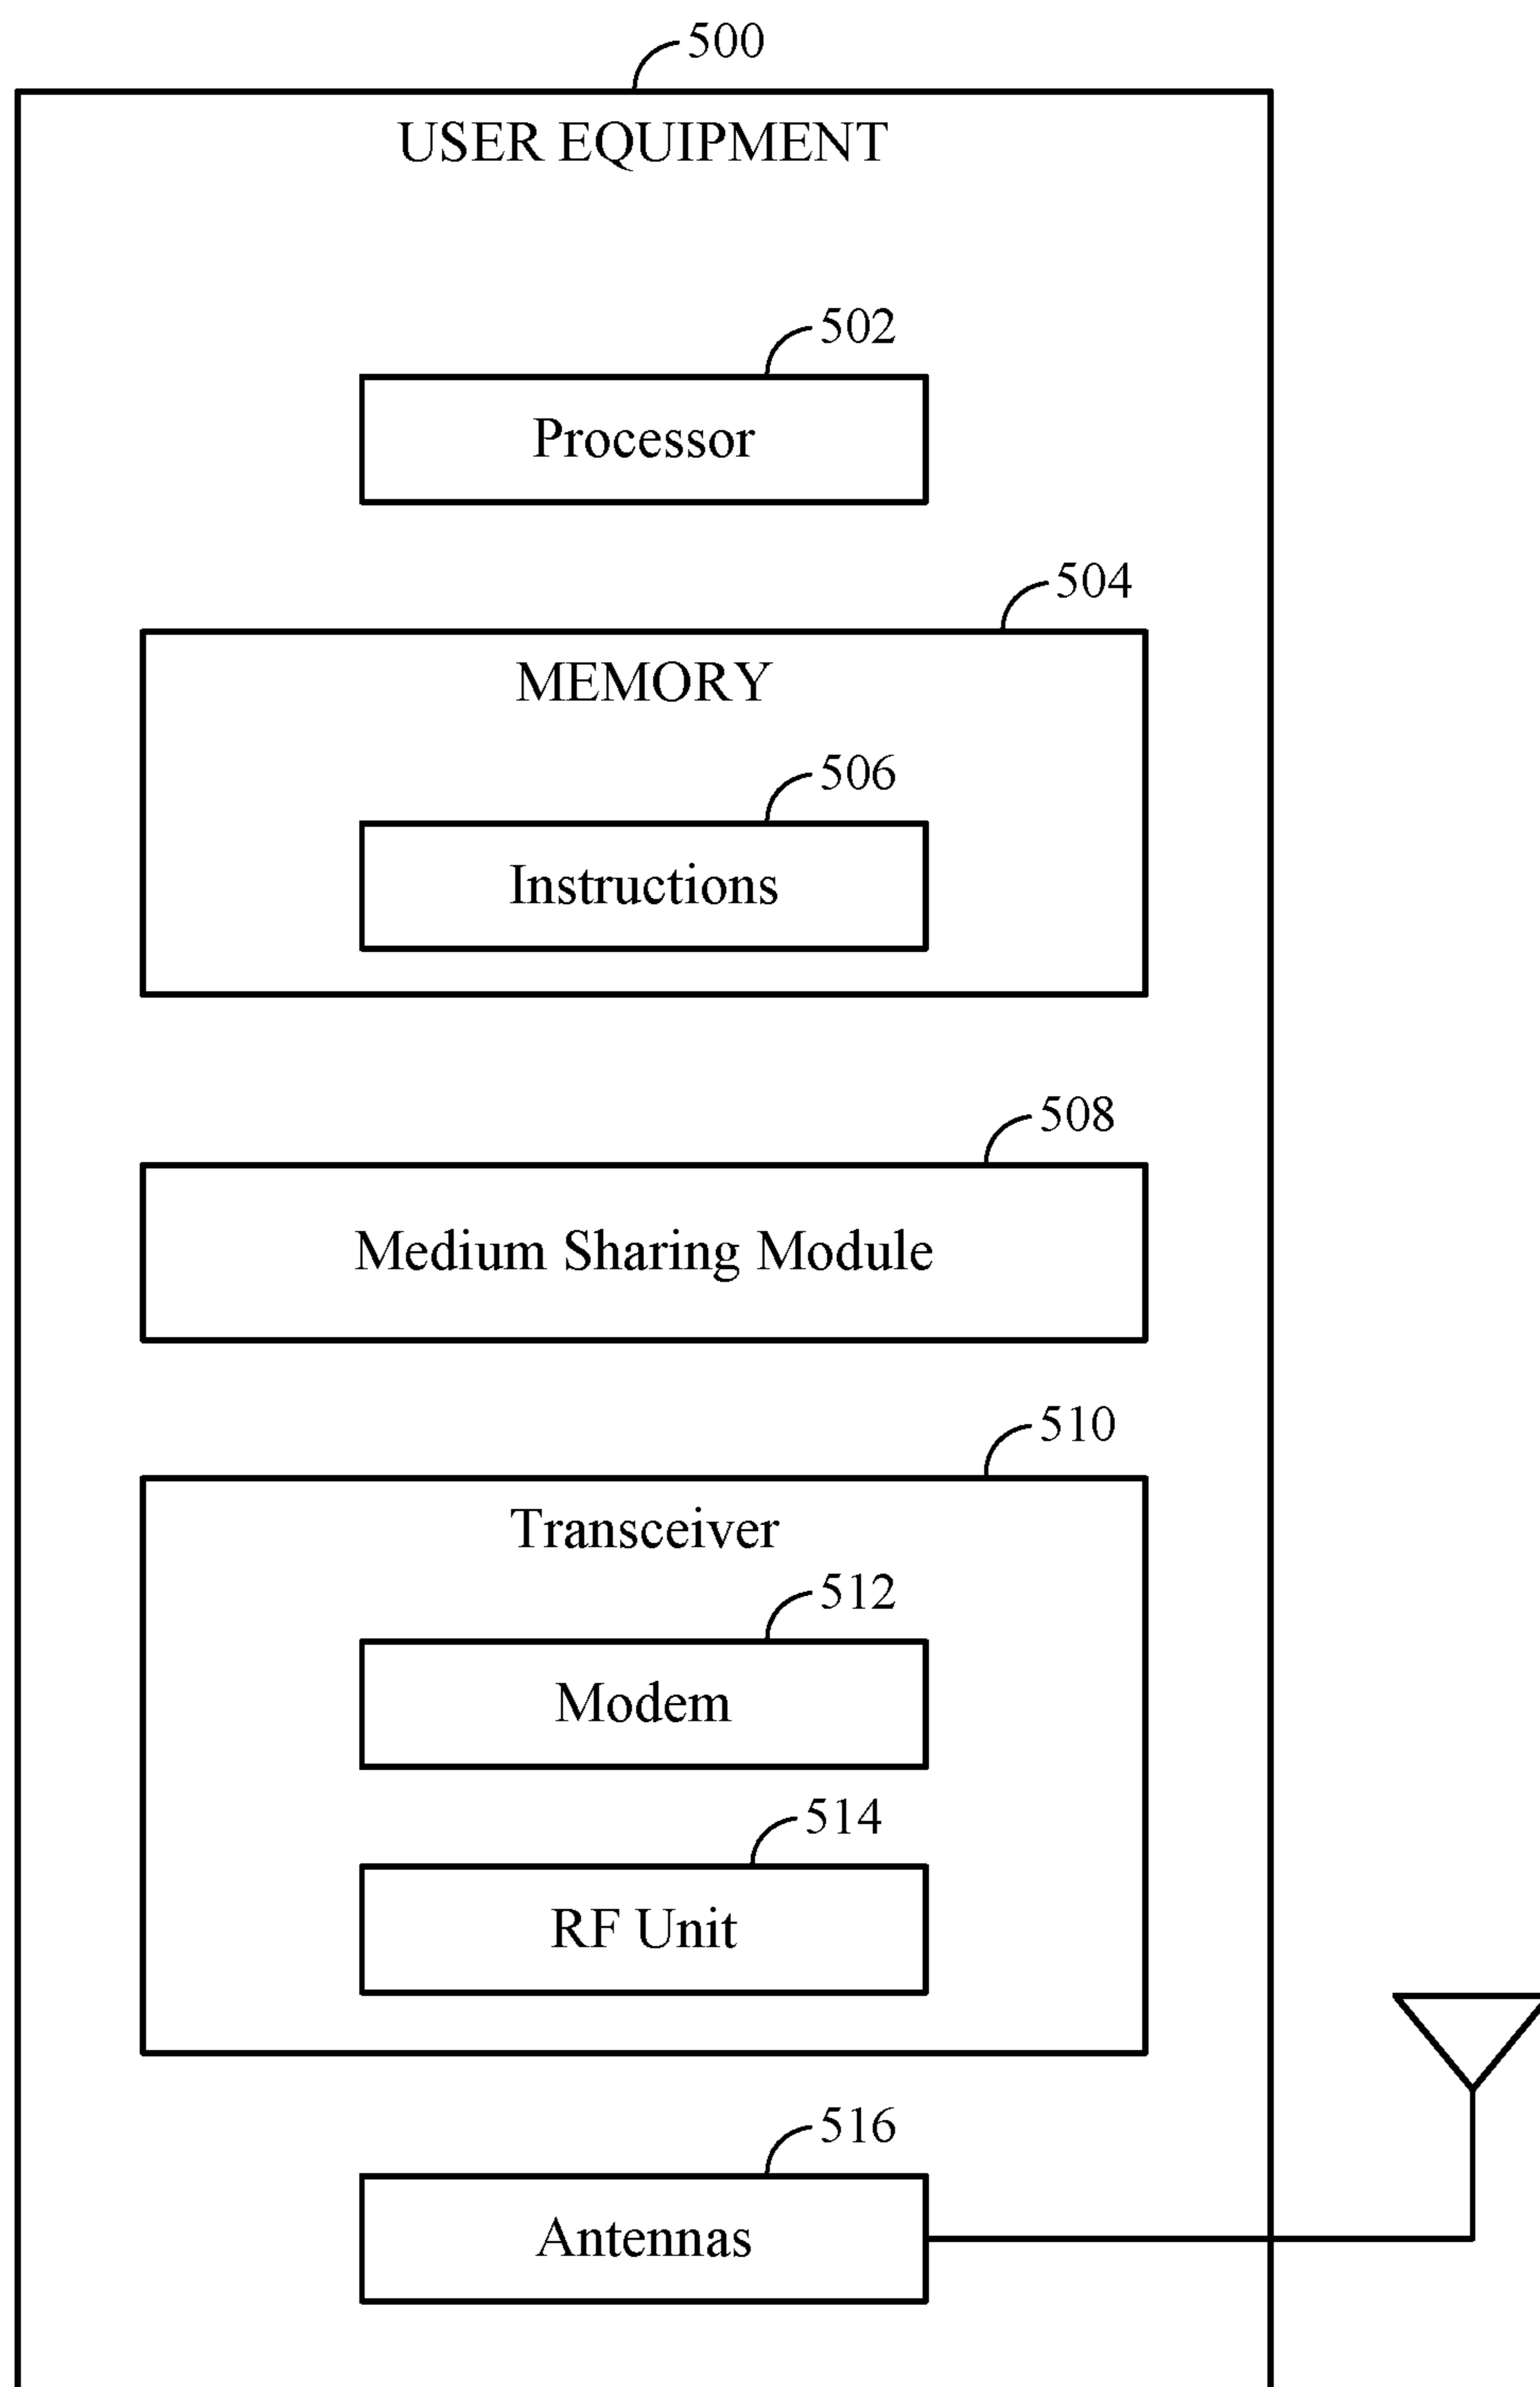 500
USER EQUIPMENT
502
Processor
504
MEMORY
506
Instructions
508
Medium Sharing Module
510
Transceiver
512
Modem
514
RF Unit
516
Antennas